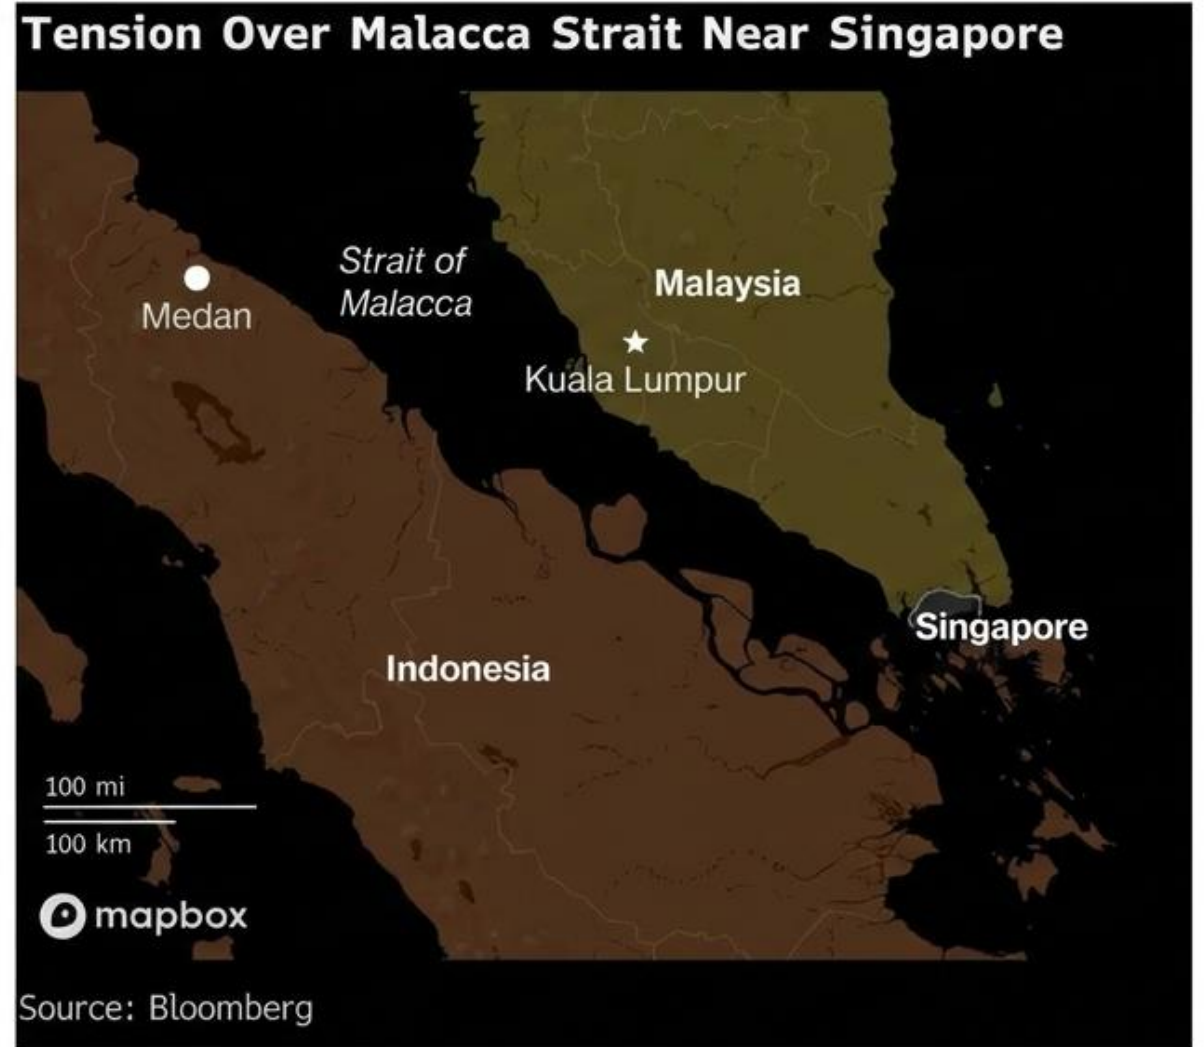 Tension Over Malacca Strait Near Singapore
Strait of
Malacca
Malaysia
Medan
Kuala Lumpur
Singapore
Indonesia
100 mi
100 km
mapbox
Source: Bloomberg